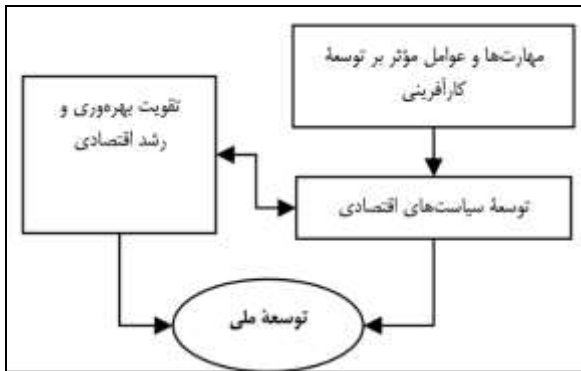 مهارت‌ها و عوامل مؤثر بر توسعهٔ
کارآفرینی
تقویت بهره‌وری و
رشد اقتصادی
توسعهٔ سیاست‌های اقتصادی
توسعهٔ ملی